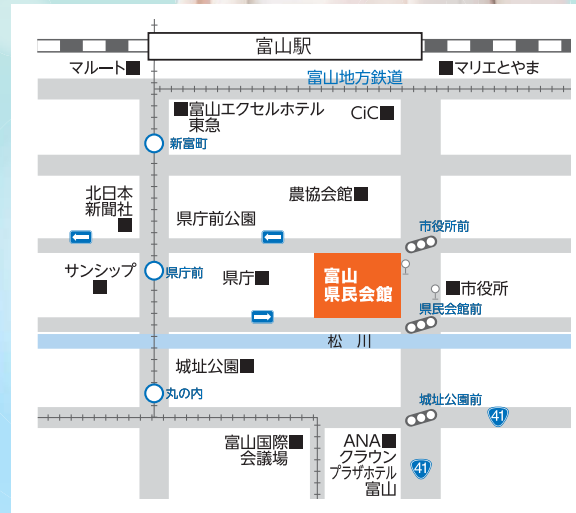 富山駅
マルート
富山地方鉄道
マリエとやま
富山エクセルホテル
東急
CiC
新富町
北日本
新聞社
農協会館
県庁前公園
市役所前
サンシップ
県庁前
県庁
富山
県民会館
市役所
県民会館前
松 川
城址公園
丸の内
城址公園前
41
富山国際
会議場
ANA
クラウン
プラザホテル
富山
41